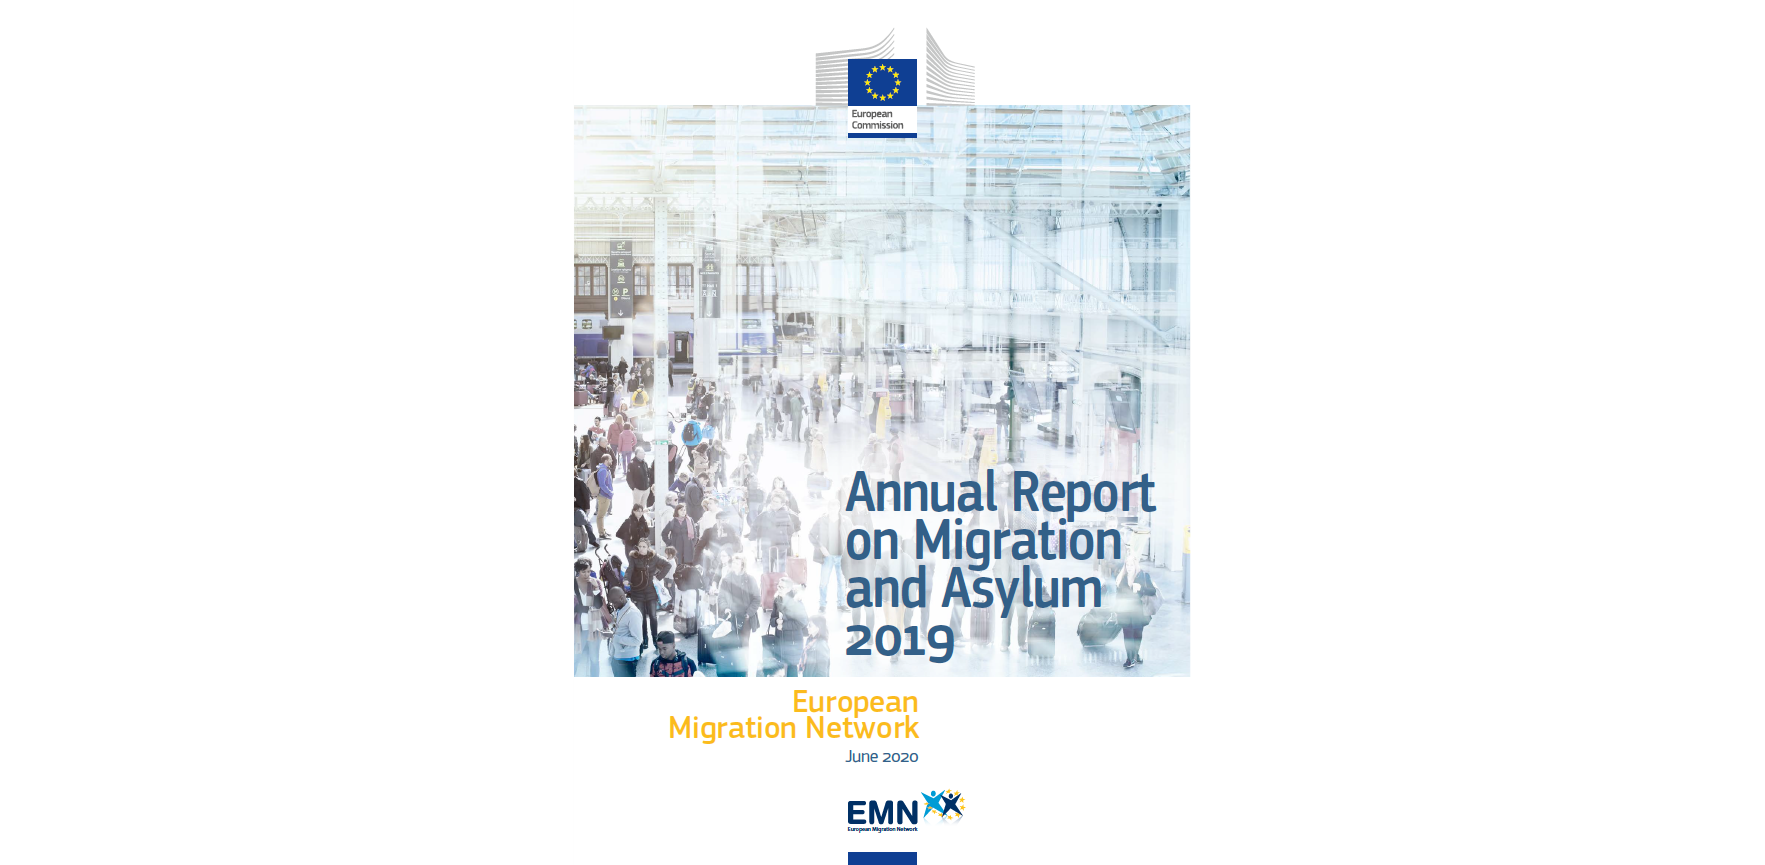 European
Commission
Annual Report
on Migration
and Asylum
2019
European
Migration Network
June 2020
EMN
European Migration Network